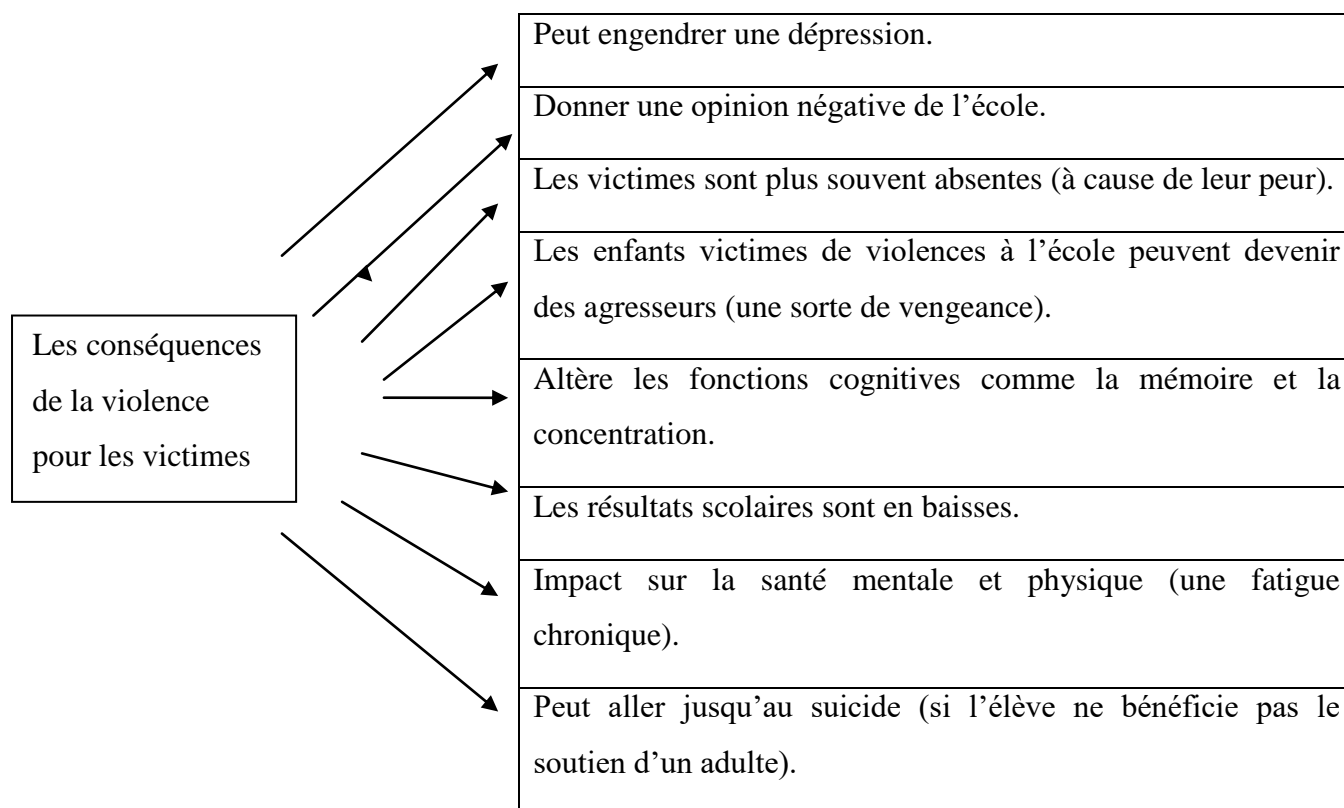 Peut engendrer une dépression.
Donner une opinion négative de l’école.
Les victimes sont plus souvent absentes (à cause de leur peur).
Les enfants victimes de violences à l’école peuvent devenir
des agresseurs (une sorte de vengeance).
Les conséquences
de la violence
pour les victimes
Altère les fonctions cognitives comme la mémoire et la
concentration.
Les résultats scolaires sont en baisses.
Impact sur la santé mentale et physique (une fatigue
chronique).
Peut aller jusqu’au suicide (si l’élève ne bénéficie pas le
soutien d’un adulte).